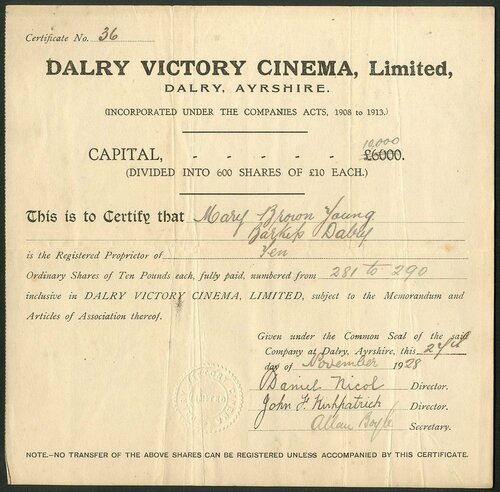 Certificate No. 36
DALRY VICTORY CINEMA, Limited,
DALRY, AYRSHIRE.
(INCORPORATED UNDER THE COMPANIES ACTS, 1908 to 1913.)
10,000
CAPITAL, - - - - - - £6000.
(DIVIDED INTO 600 SHARES OF £10 EACH.)
This is to Certify that Mary Brown Young
Barkip Dalry
is the Registered Proprietor of Ten
Ordinary Shares of Ten Pounds each, fully paid, numbered from 281 to 290
inclusive in DALRY VICTORY CINEMA, LIMITED, subject to the Memorandum and
Articles of Association thereof.
Given under the Common Seal of the said
Company at Dalry, Ayrshire, this
day of November 1928
Daniel Nicol Director.
John F. Kirkpatrick Director.
Allan Boyle Secretary.
NOTE.—NO TRANSFER OF THE ABOVE SHARES CAN BE REGISTERED UNLESS ACCOMPANIED BY THIS CERTIFICATE.